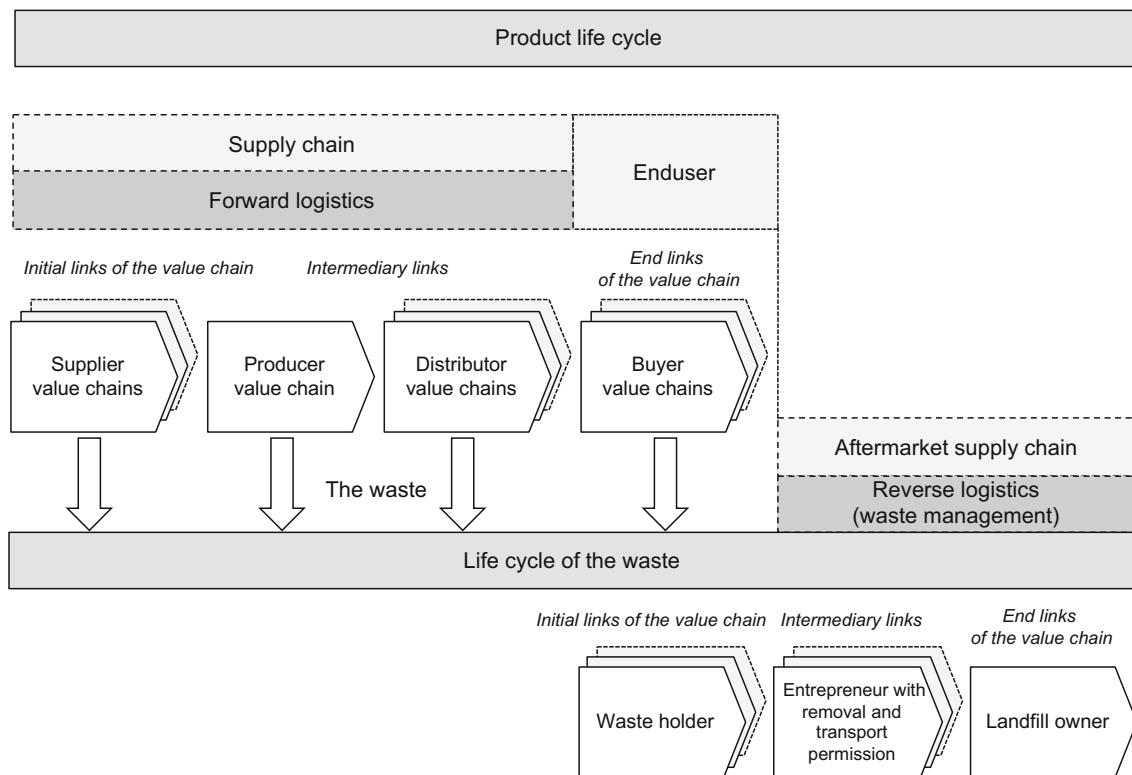 Product life cycle
Supply chain
Forward logistics
Enduser
Initial links of the value chain
Intermediary links
End links
of the value chain
Supplier
value chains
Producer
value chain
Distributor
value chains
Buyer
value chains
Aftermarket supply chain
Reverse logistics
(waste management)
The waste
Life cycle of the waste
Initial links of the value chain
Intermediary links
End links
of the value chain
Waste holder
Entrepreneur with
removal and
transport
permission
Landfill owner